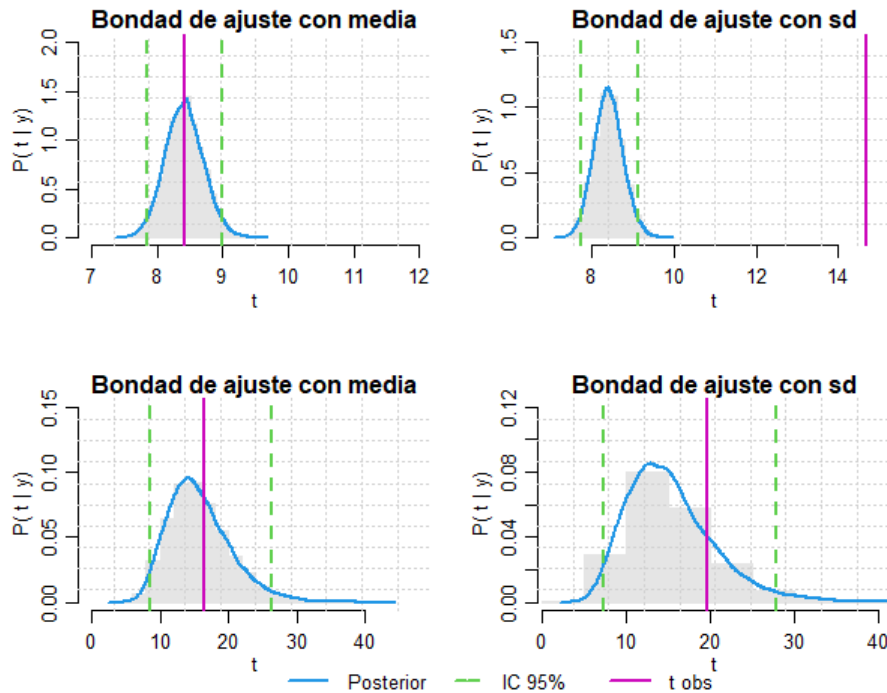 Bondad de ajuste con media
P( t | y)
0.0 0.5 1.0 1.5 2.0
7 8 9 10 11 12
t
Bondad de ajuste con sd
P( t | y)
0.0 0.5 1.0 1.5
8 10 12 14
t
Bondad de ajuste con media
P( t | y)
0.00 0.05 0.10 0.15
0 10 20 30 40
t
Bondad de ajuste con sd
P( t | y)
0.00 0.04 0.08 0.12
0 10 20 30 40
t
Posterior IC 95% t obs